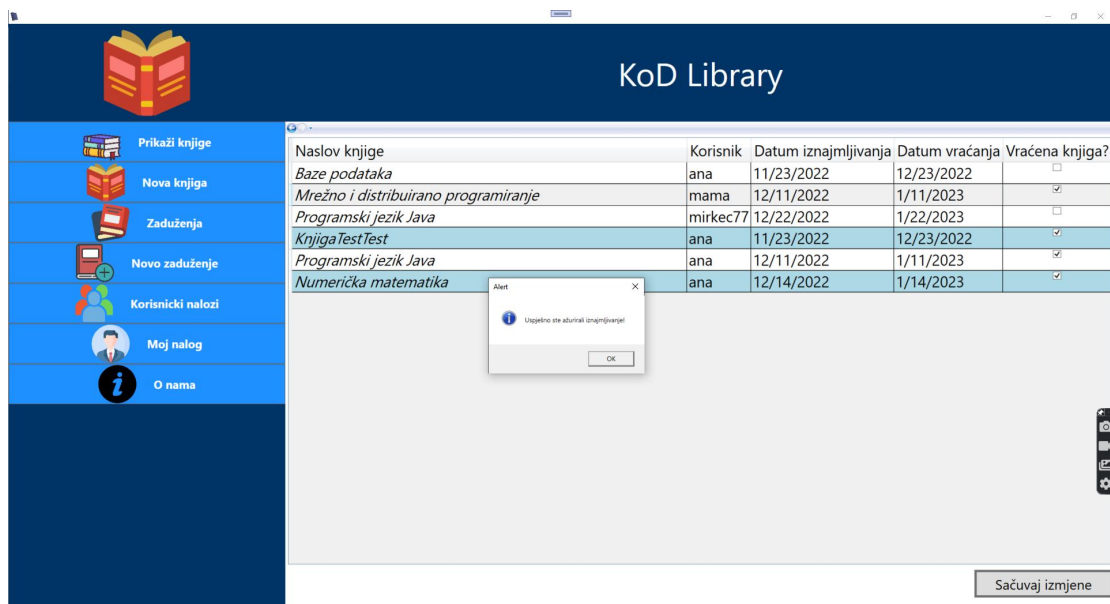 KoD Library
Prikaži knjige
Nova knjiga
Zaduženja
Novo zaduženje
Korisnicki nalozi
Moj nalog
O nama
Naslov knjige Korisnik Datum iznajmljivanja Datum vraćanja Vraćena knjiga?
Baze podataka ana 11/23/2022 12/23/2022
Mrežno i distribuirano programiranje mama 12/11/2022 1/11/2023
Programski jezik Java mirkec77 12/22/2022 1/22/2023
KnjigaTestTest ana 11/23/2022 12/23/2022
Programski jezik Java ana 12/11/2022 1/11/2023
Numerička matematika ana 12/14/2022 1/14/2023
Alert
Uspješno ste ažurirali iznajmljivanje!
OK
Sačuvaj izmjene